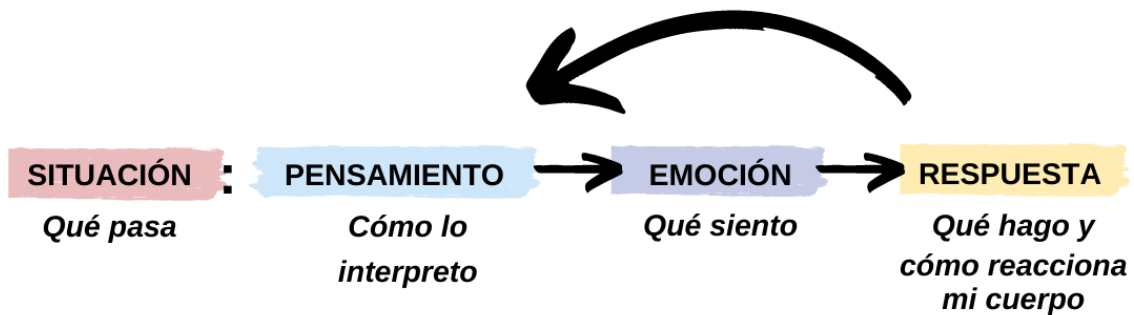 SITUACIÓN : PENSAMIENTO EMOCIÓN RESPUESTA
Qué pasa
Cómo lo
interpreto
Qué siento
Qué hago y
cómo reacciona
mi cuerpo